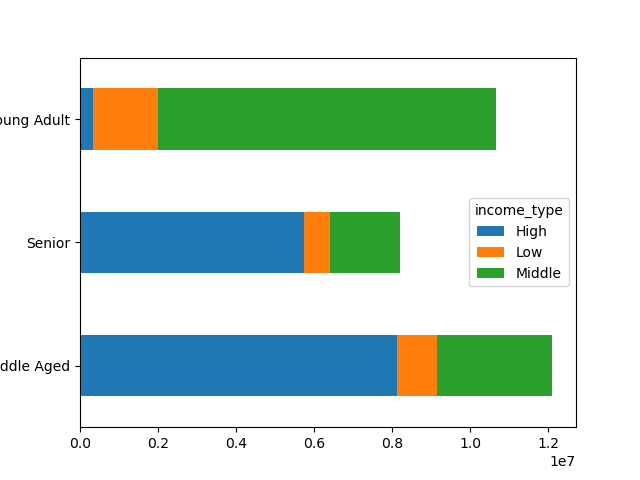 oung Adult
Senior
ddle Aged
income_type
High
Low
Middle
0.0 0.2 0.4 0.6 0.8 1.0 1.2
1e7